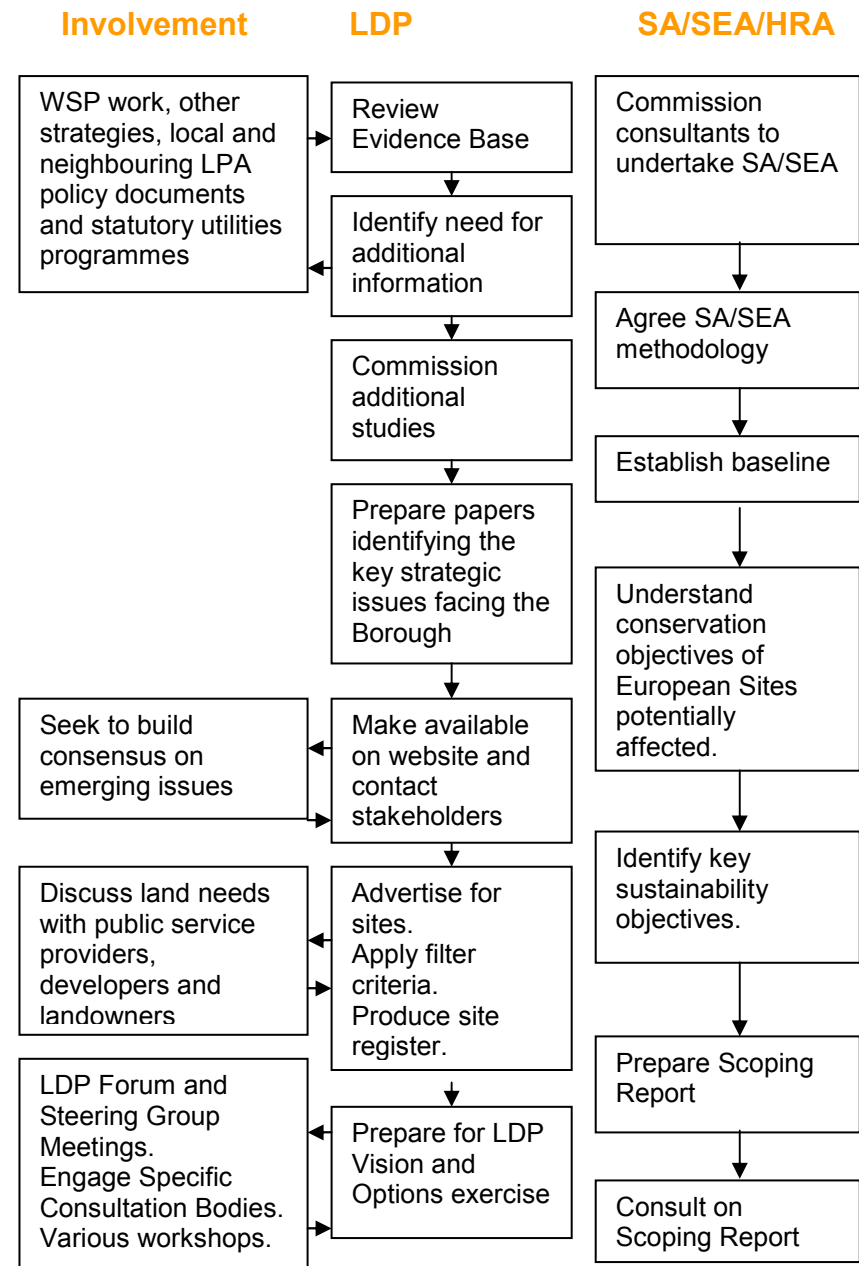 Involvement
LDP
SA/SEA/HRA
WSP work, other
strategies, local and
neighbouring LPA
policy documents
and statutory utilities
programmes
Review
Evidence Base
Identify need for
additional
information
Commission
additional
studies
Prepare papers
identifying the
key strategic
issues facing the
Borough
Seek to build
consensus on
emerging issues
Make available
on website and
contact
stakeholders
Discuss land needs
with public service
providers,
developers and
landowners
Advertise for
sites.
Apply filter
criteria.
Produce site
register.
LDP Forum and
Steering Group
Meetings.
Engage Specific
Consultation Bodies.
Various workshops.
Prepare for LDP
Vision and
Options exercise
Commission
consultants to
undertake SA/SEA
Agree SA/SEA
methodology
Establish baseline
Understand
conservation
objectives of
European Sites
potentially
affected.
Identify key
sustainability
objectives.
Prepare Scoping
Report
Consult on
Scoping Report